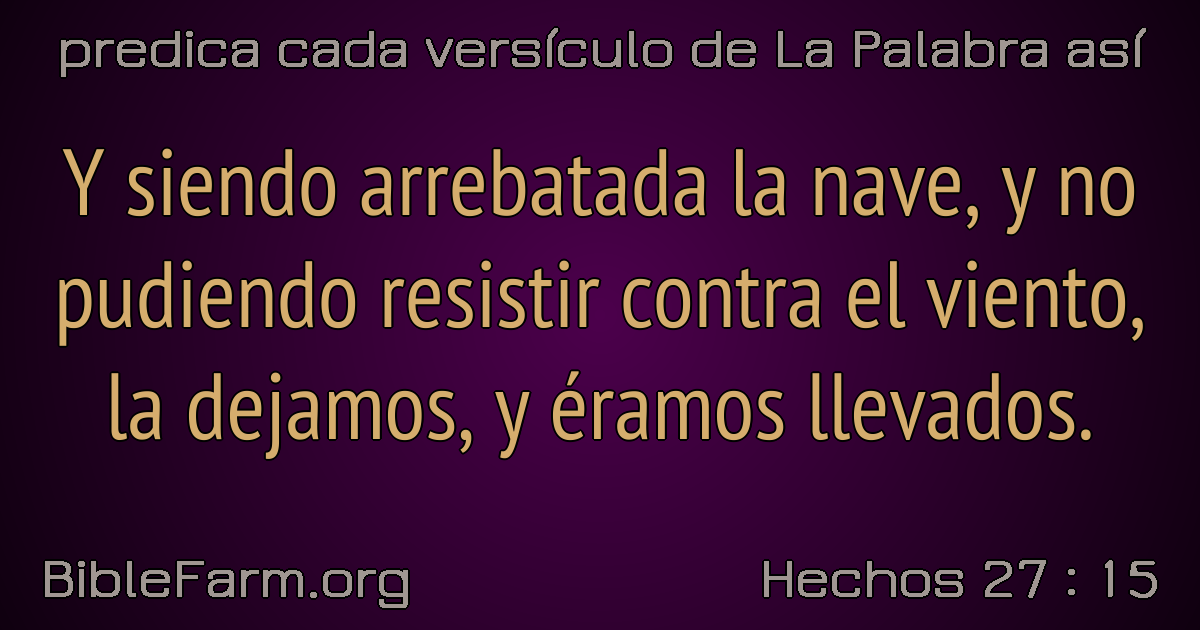 predica cada versículo de La Palabra así
Y siendo arrebatada la nave, y no
pudiendo resistir contra el viento,
la dejamos, y éramos llevados.
BibleFarm.org
Hechos 27 : 15